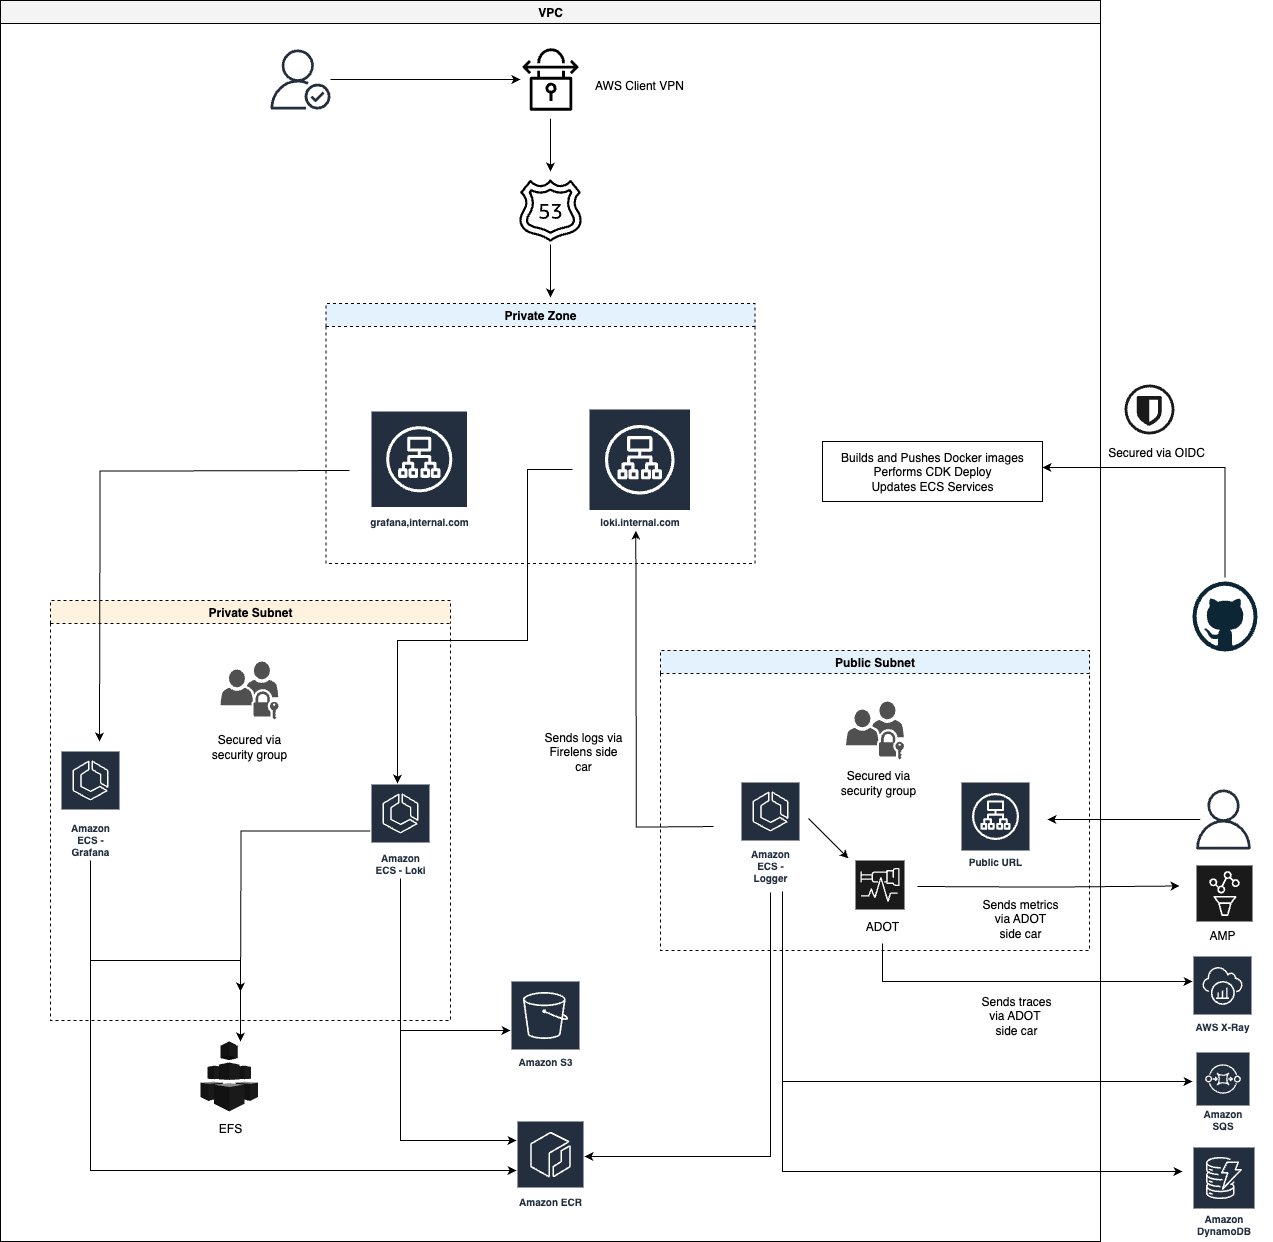 VPC
AWS Client VPN
53
Private Zone
grafana,internal.com
loki.internal.com
Builds and Pushes Docker images
Performs CDK Deploy
Updates ECS Services
Secured via OIDC
Private Subnet
Secured via
security group
Amazon
ECS -
Grafana
Amazon
ECS - Loki
Sends logs via
Firelens side
car
Public Subnet
Secured via
security group
Amazon
ECS -
Logger
Public URL
ADOT
Sends metrics
via ADOT
side car
AMP
Sends traces
via ADOT
side car
AWS X-Ray
Amazon S3
EFS
Amazon
SQS
Amazon ECR
Amazon
DynamoDB